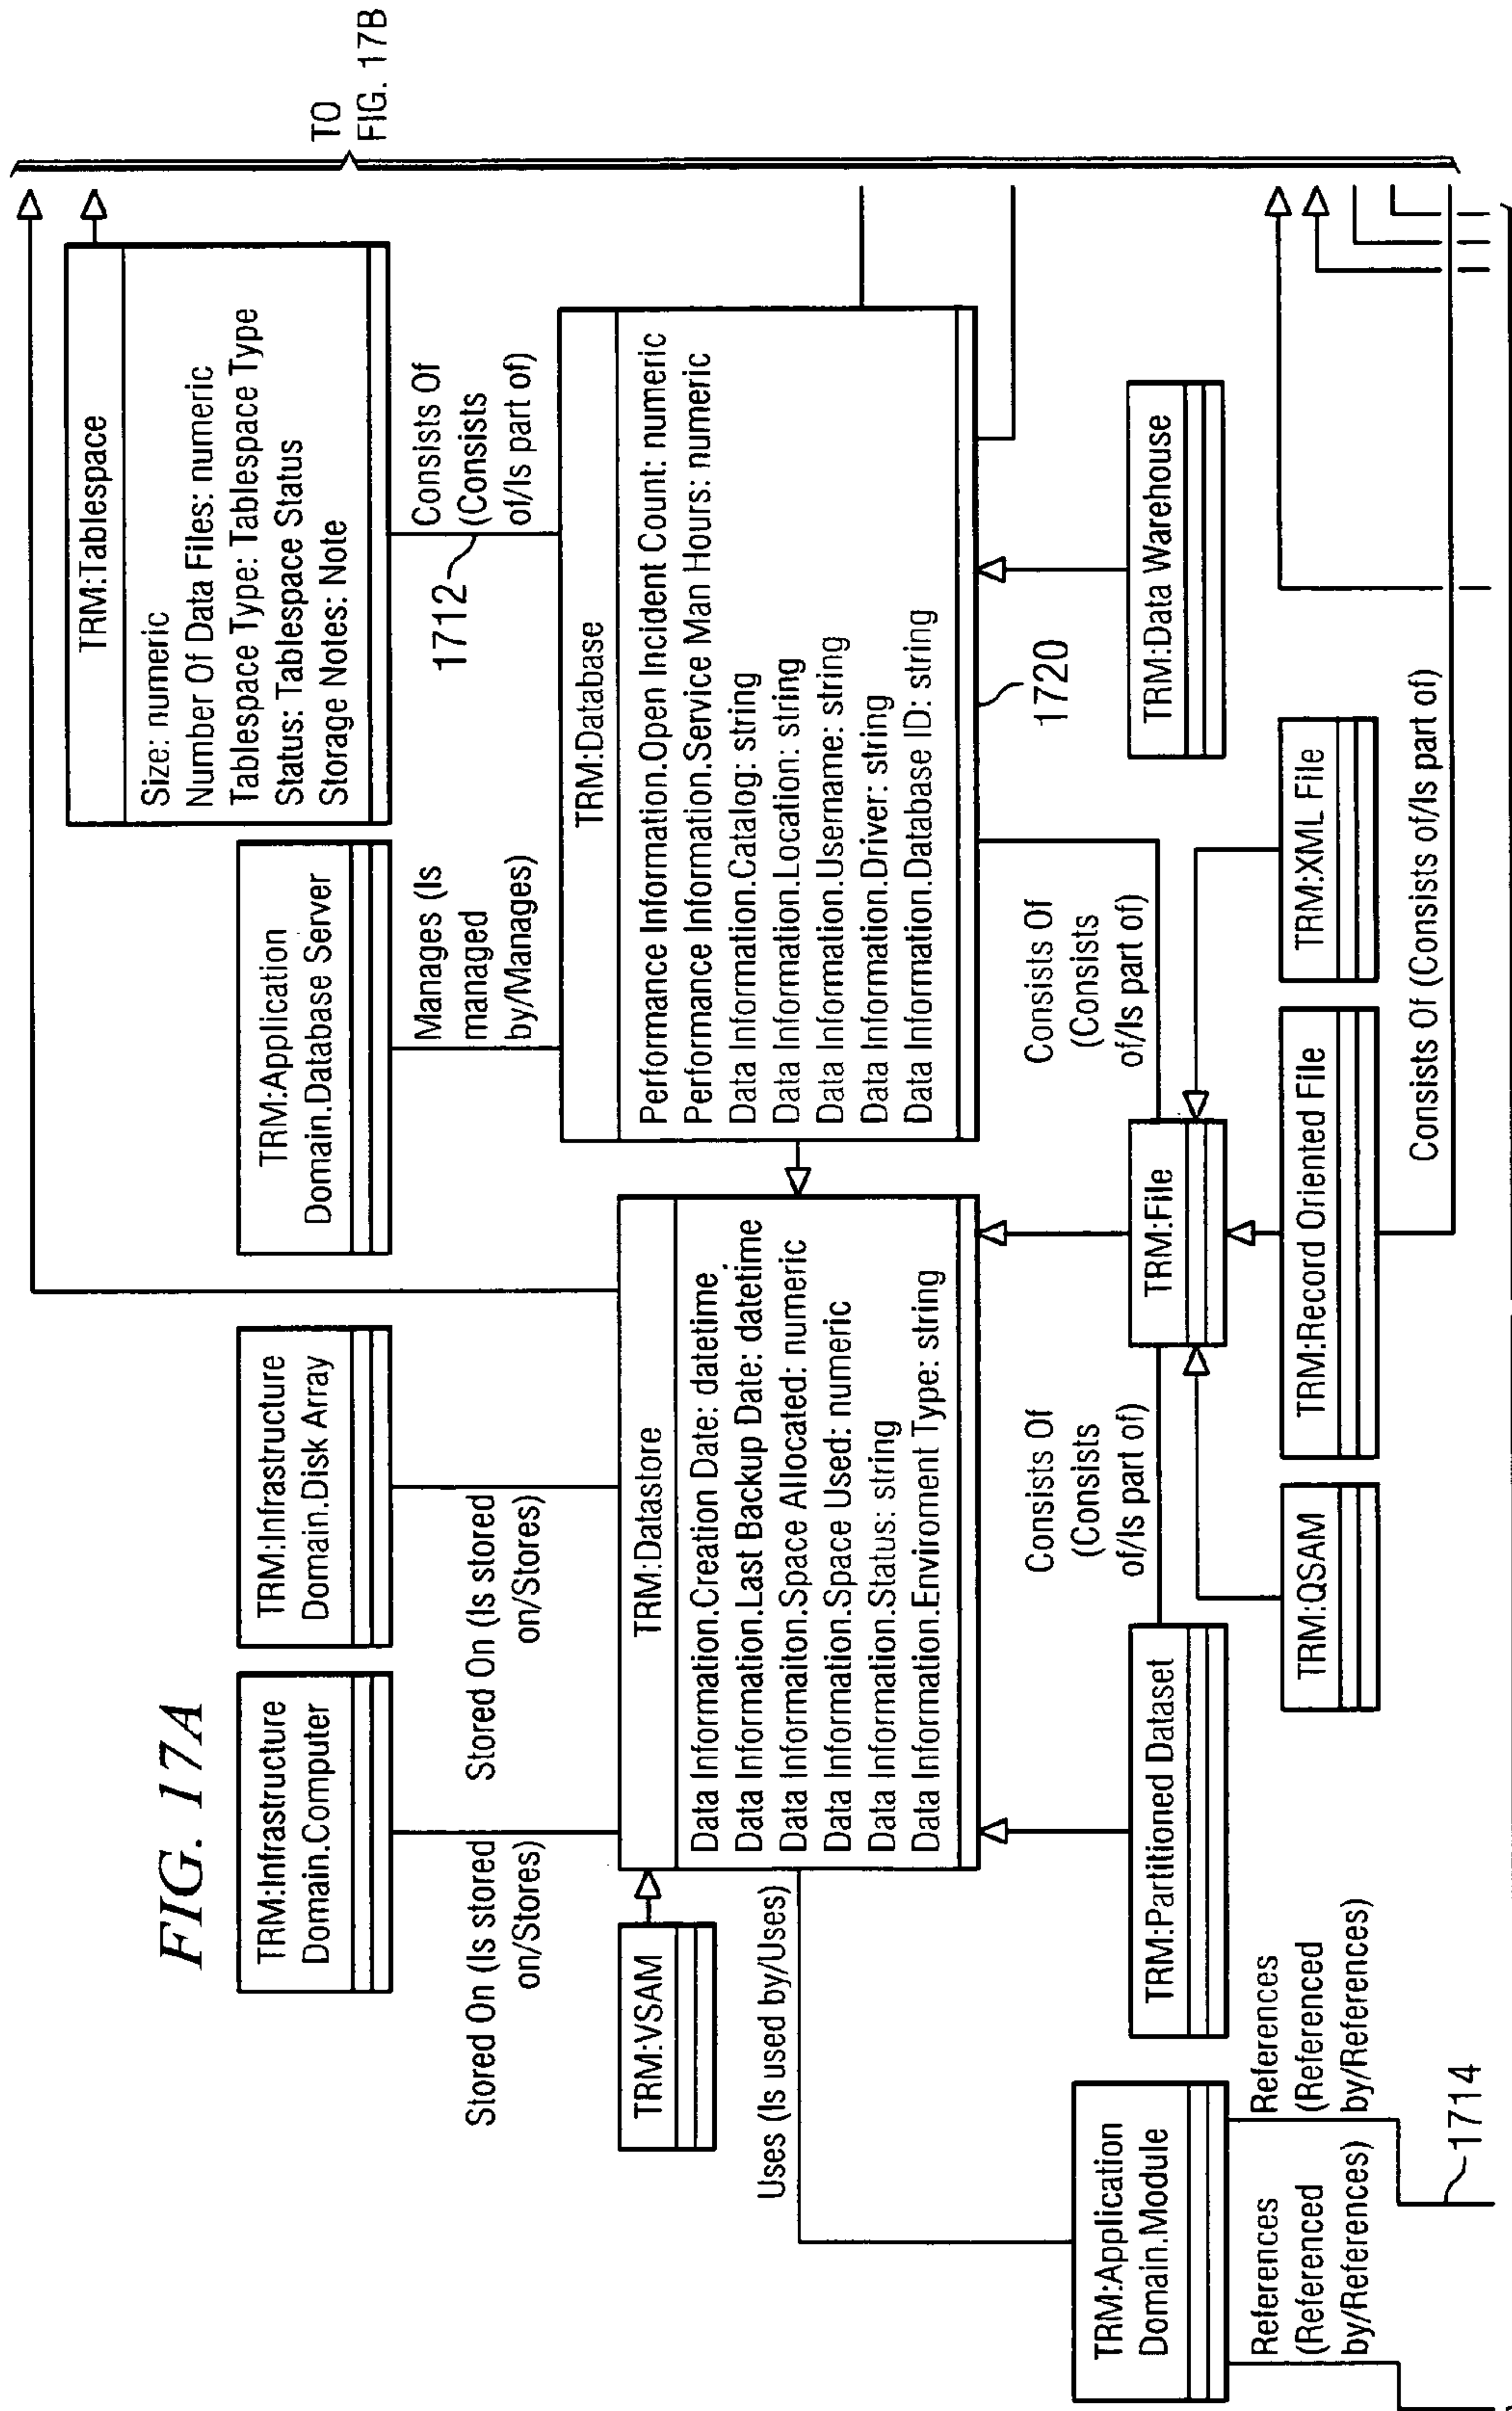 FIG. 17A
TO
FIG. 17B
TRM:Infrastructure
Domain.Computer
TRM:Infrastructure
Domain.Disk Array
TRM:Application
Domain.Database Server
TRM:Tablespace
Size: numeric
Number Of Data Files: numeric
Tablespace Type: Tablespace Type
Status: Tablespace Status
Storage Notes: Note
Stored On (Is stored
on/Stores)
Stored On (Is stored
on/Stores)
Manages (Is
managed
by/Manages)
1712
Consists Of
(Consists
of/Is part of)
TRM:VSAM
TRM:Datastore
Data Information.Creation Date: datetime
Data Information.Last Backup Date: datetime
Data Informaiton.Space Allocated: numeric
Data Information.Space Used: numeric
Data Information.Status: string
Data Information.Enviroment Type: string
TRM:Database
Performance Information.Open Incident Count: numeric
Performance Information.Service Man Hours: numeric
Data Information.Catalog: string
Data Information.Location: string
Data Information.Username: string
Data Information.Driver: string
Data Information.Database ID: string
1720
Uses (Is used by/Uses)
Consists Of
(Consists
of/Is part of)
Consists Of
(Consists
of/Is part of)
TRM:Application
Domain.Module
TRM:Partitioned Dataset
TRM:File
TRM:Data Warehouse
References
(Referenced
by/References)
References
(Referenced
by/References)
TRM:QSAM
TRM:Record Oriented File
TRM:XML File
Consists Of (Consists of/Is part of)
1714